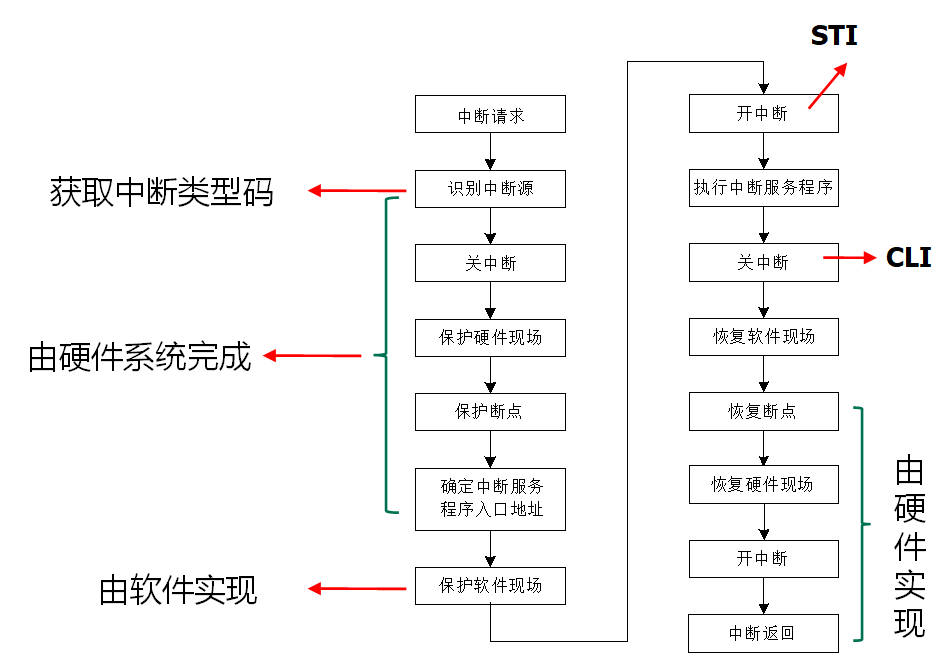 中断请求
获取中断类型码
识别中断源
关中断
由硬件系统完成
保护硬件现场
保护断点
确定中断服务
程序入口地址
由软件实现
保护软件现场
STI
开中断
执行中断服务程序
关中断
CLI
恢复软件现场
恢复断点
恢复硬件现场
开中断
中断返回
由
硬
件
实
现